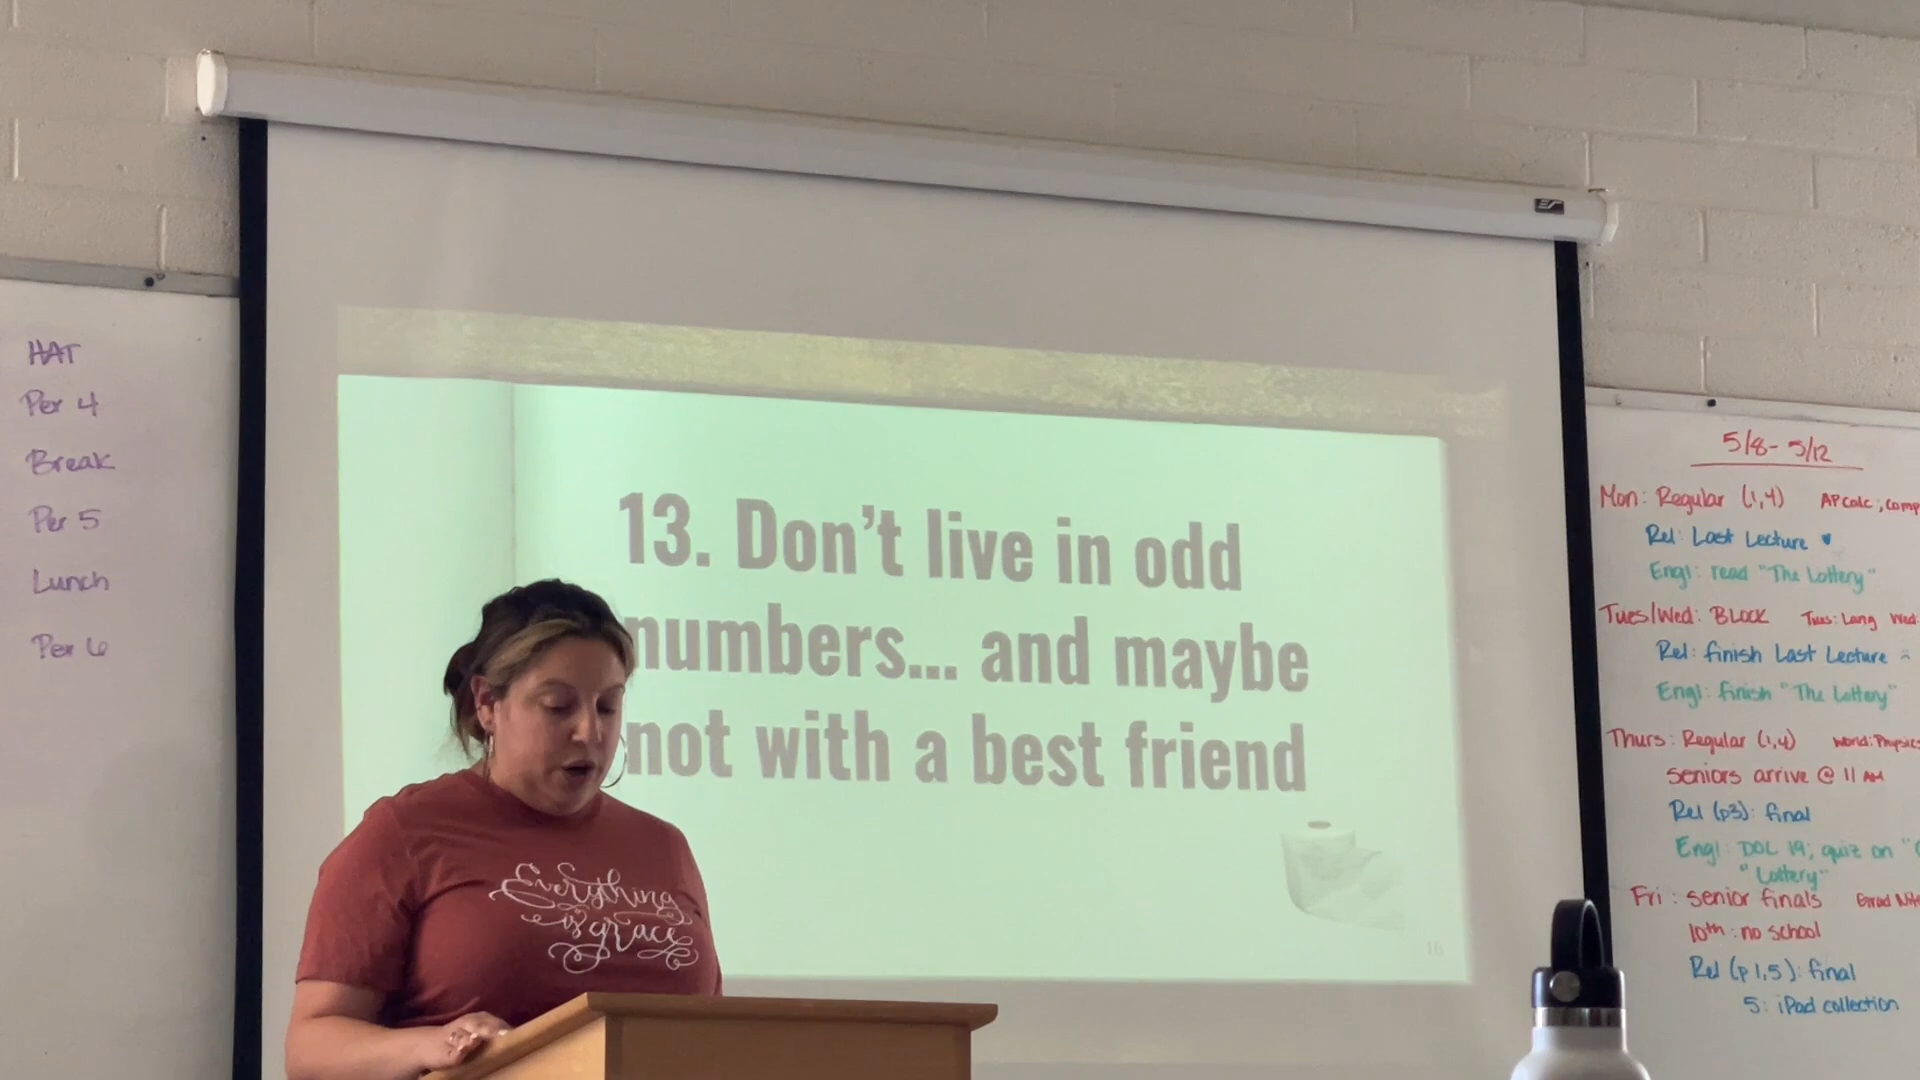 HAT
Per 4
Break
Per 5
Lunch
Per 6
13. Don't live in odd
numbers... and maybe
not with a best friend
16
Everything
is grace
5/8- 5/12
Mon: Regular (1,4) AP Calc; Comp
Rel: Last Lecture
Engl: read "The Lottery"
Tues/Wed: BLOCK Tues: Lang Wed:
Rel: finish Last Lecture
Engl: finish "The Lottery"
Thurs: Regular (1,4) World: Physics
seniors arrive @ 11 AM
Rel (p3): final
Engl: DOL 19; quiz on "
"Lottery"
Fri: senior finals Grad
10th: no school
Rel (p 1,5): final
5: iPad collection